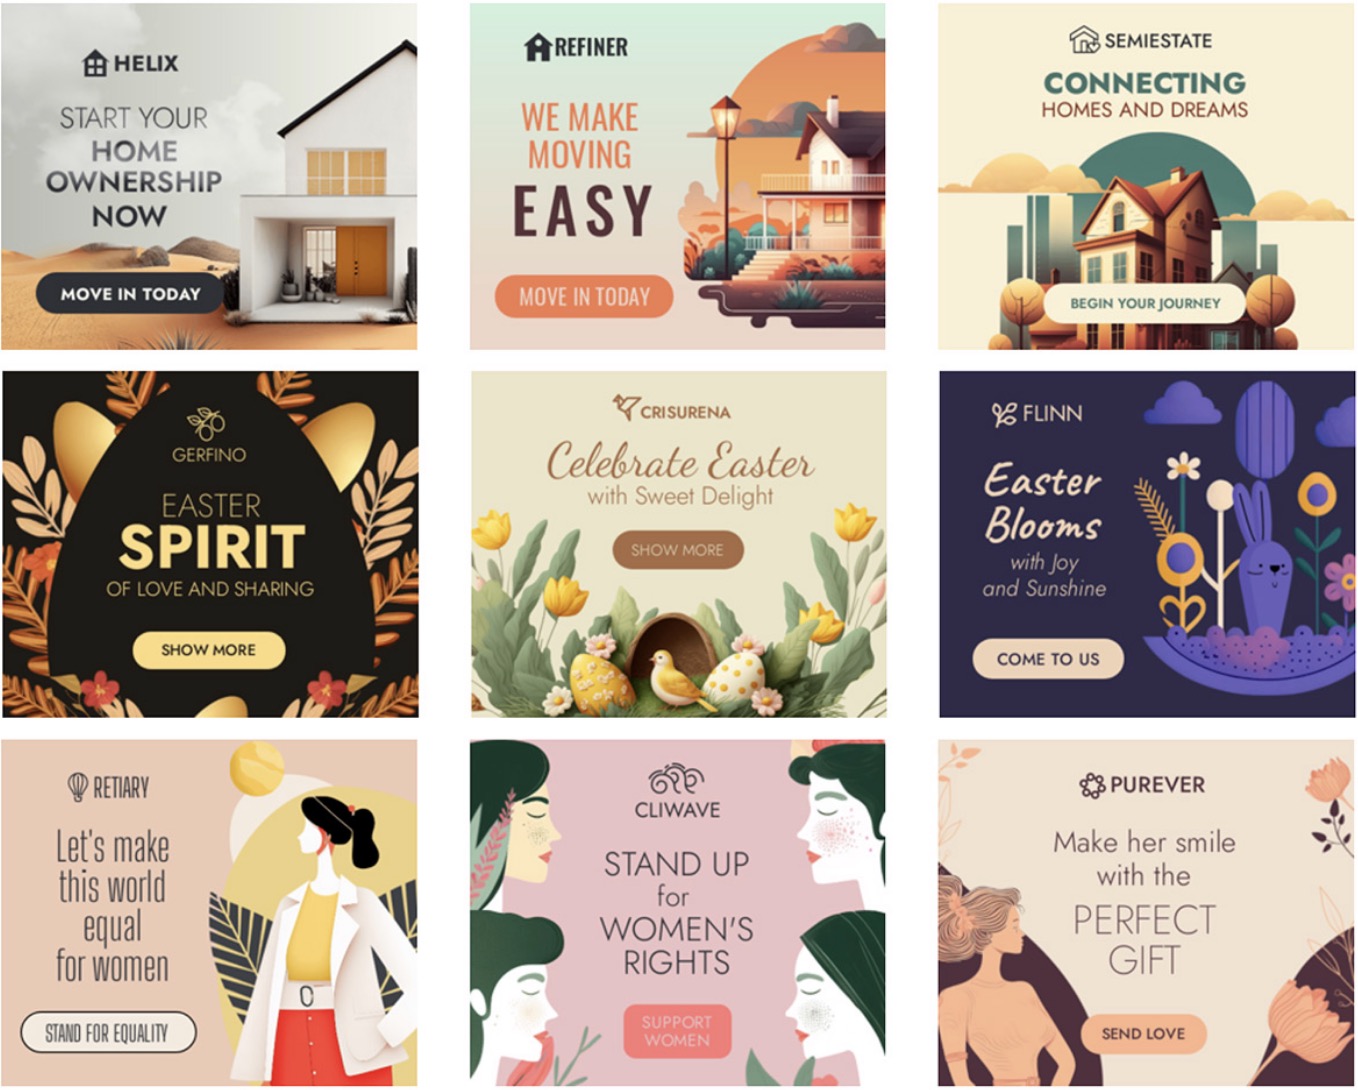 HELIX
START YOUR
HOME
OWNERSHIP
NOW
MOVE IN TODAY
REFINER
WE MAKE
MOVING
EASY
MOVE IN TODAY
SEMIESTATE
CONNECTING
HOMES AND DREAMS
BEGIN YOUR JOURNEY
GERFINO
EASTER
SPIRIT
OF LOVE AND SHARING
SHOW MORE
CRISURENA
Celebrate Easter
with Sweet Delight
SHOW MORE
FLINN
Easter
Blooms
with Joy
and Sunshine
COME TO US
RETIARY
Let's make
this world
equal
for women
STAND FOR EQUALITY
CLIWAVE
STAND UP
for
WOMEN'S
RIGHTS
SUPPORT
WOMEN
PUREVER
Make her smile
with the
PERFECT
GIFT
SEND LOVE